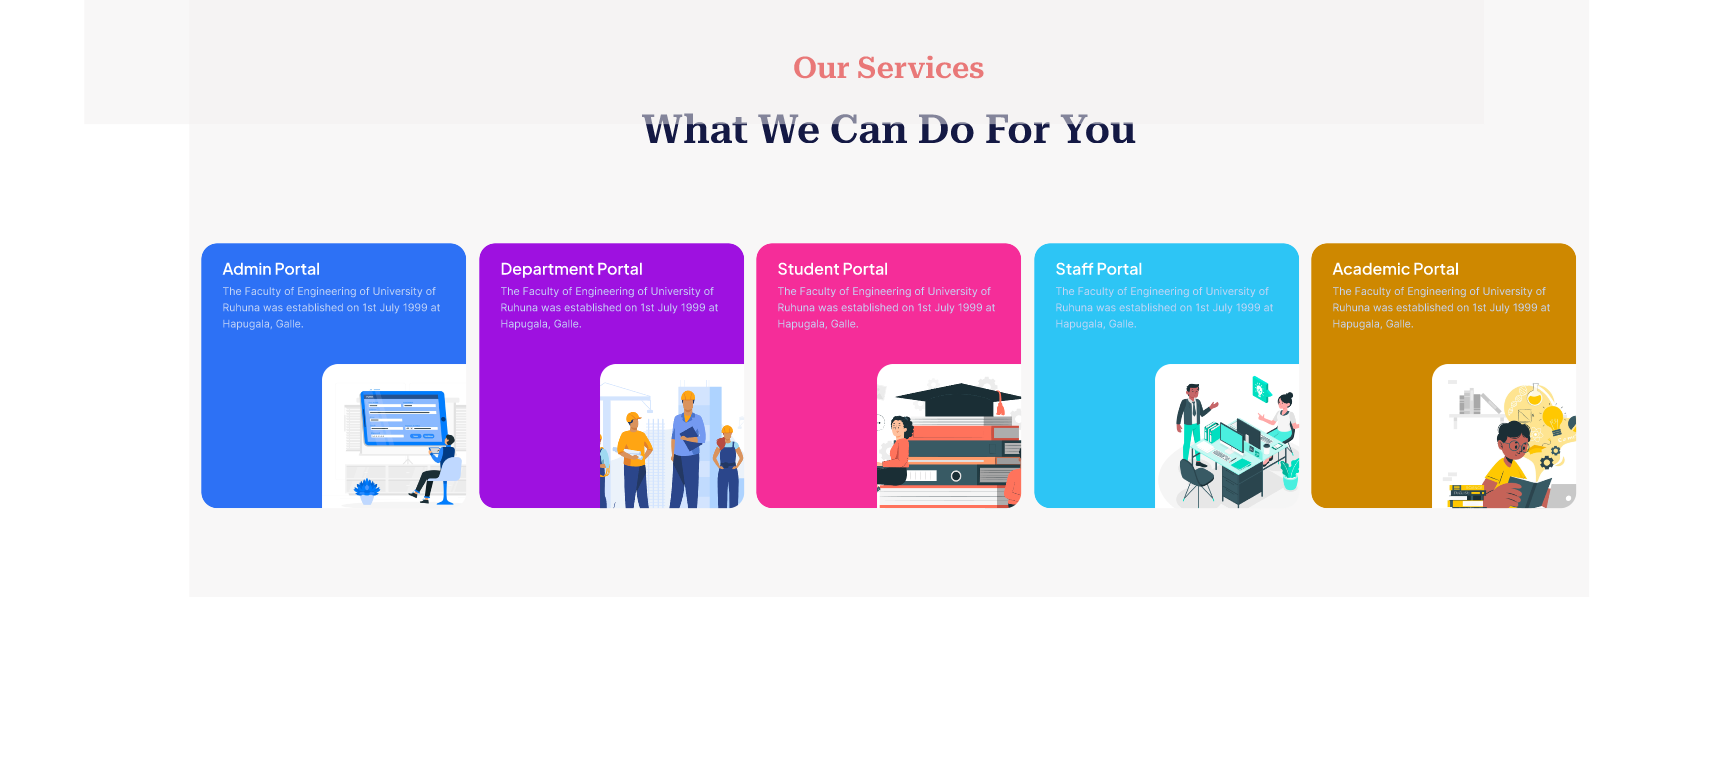 Our Services
What We Can Do For You
Admin Portal
The Faculty of Engineering of University of
Ruhuna was established on 1st July 1999 at
Hapugala, Galle.
Department Portal
The Faculty of Engineering of University of
Ruhuna was established on 1st July 1999 at
Hapugala, Galle.
Student Portal
The Faculty of Engineering of University of
Ruhuna was established on 1st July 1999 at
Hapugala, Galle.
Staff Portal
The Faculty of Engineering of University of
Ruhuna was established on 1st July 1999 at
Hapugala, Galle.
Academic Portal
The Faculty of Engineering of University of
Ruhuna was established on 1st July 1999 at
Hapugala, Galle.